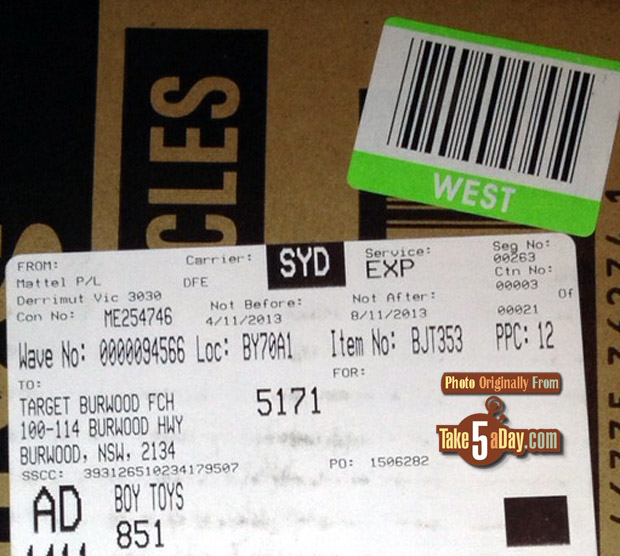 CLES
WEST
FROM: Carrier: SYD Service: Seg No:
Mattel P/L DFE EXP 00263
Derrimut Vic 3030 Ctn No:
Con No: ME254746 Not Before: Not After: 00003 Of
4/11/2013 8/11/2013 00021
Wave No: 0000094566 Loc: BY70A1 Item No: BJT353 PPC: 12
TO: FOR:
TARGET BURWOOD FCH 5171
100-114 BURWOOD HWY
BURWOOD, NSW, 2134
SSCC: 393126510234179507 PO: 1506282
AD BOY TOYS
851
Photo Originally From
Take5aDay.com